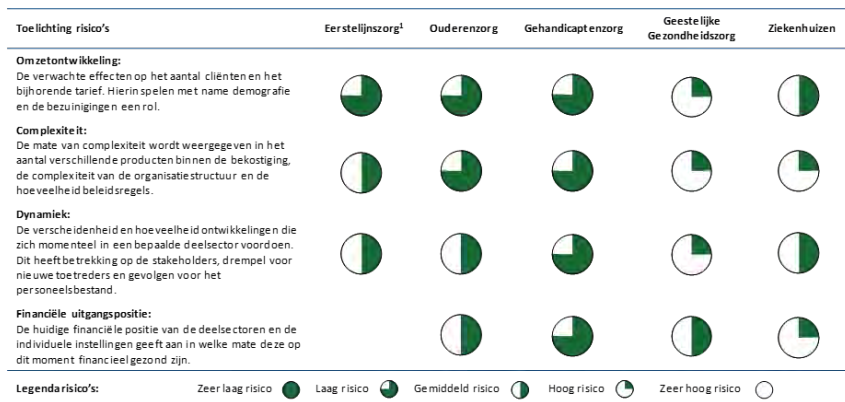 Toelichting risico's Eerstelijnszorg¹ Ouderenzorg Gehandicaptenzorg Geestelijke Gezondheidszorg Ziekenhuizen
Omzetontwikkeling:
De verwachte effecten op het aantal cliënten en het
bijhorende tarief. Hierin spelen met name demografie
en de bezuinigingen een rol.
Complexiteit:
De mate van complexiteit wordt weergegeven in het
aantal verschillende producten binnen de bekostiging,
de complexiteit van de organisatiestructuur en de
hoeveelheid beleidsregels.
Dynamiek:
De verscheidenheid en hoeveelheid ontwikkelingen die
zich momenteel in een bepaalde deelsector voordoen.
Dit heeft betrekking op de stakeholders, drempel voor
nieuwe toetreders en gevolgen voor het
personeelsbestand.
Financiële uitgangspositie:
De huidige financiële positie van de deelsectoren en de
individuele instellingen geeft aan in welke mate deze op
dit moment financieel gezond zijn.
Legenda risico's: Zeer laag risico Laag risico Gemiddeld risico Hoog risico Zeer hoog risico